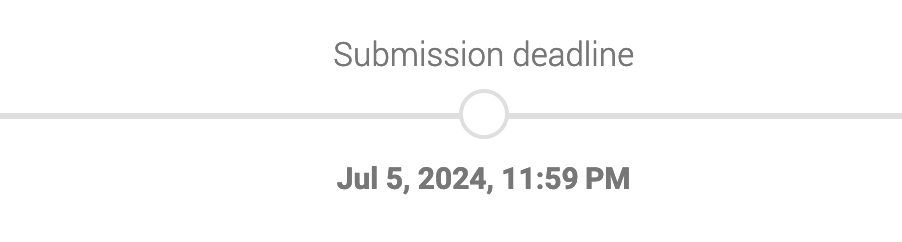 Submission deadline
Jul 5, 2024, 11:59 PM